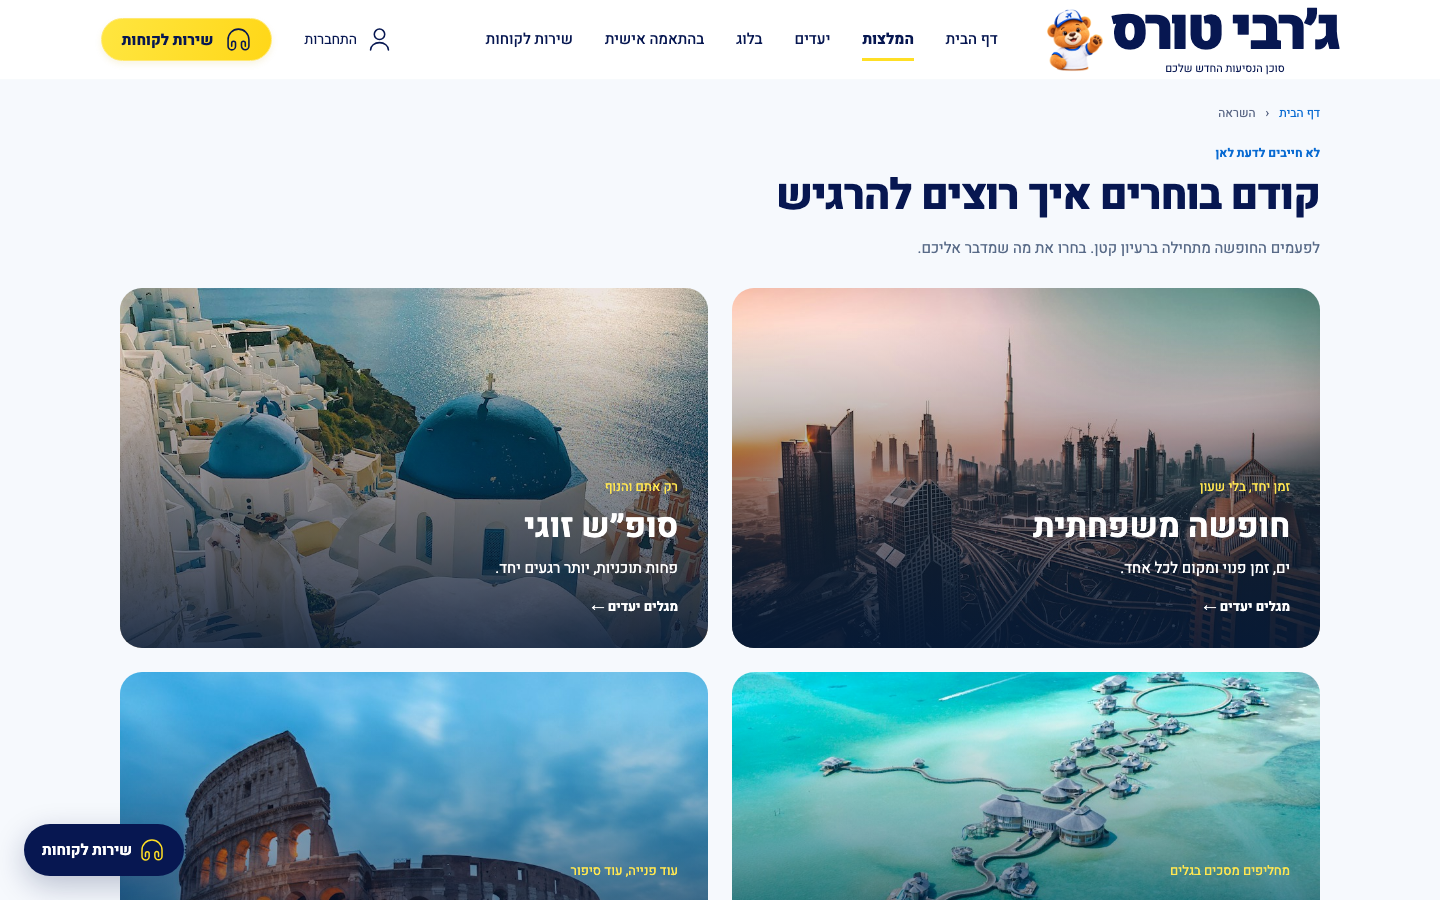 ג׳רבי טורס
סוכן הנסיעות החדש שלכם
דף הבית
המלצות
יעדים
בלוג
בהתאמה אישית
שירות לקוחות
התחברות
שירות לקוחות
דף הבית ‹ השראה
לא חייבים לדעת לאן
קודם בוחרים איך רוצים להרגיש
לפעמים החופשה מתחילה ברעיון קטן. בחרו את מה שמדבר אליכם.
זמן יחד, בלי שעון
חופשה משפחתית
ים, זמן פנוי ומקום לכל אחד.
מגלים יעדים ←
רק אתם והנוף
סופ״ש זוגי
פחות תוכניות, יותר רגעים יחד.
מגלים יעדים ←
מחליפים מסכים בגלים
עוד פנייה, עוד סיפור
שירות לקוחות